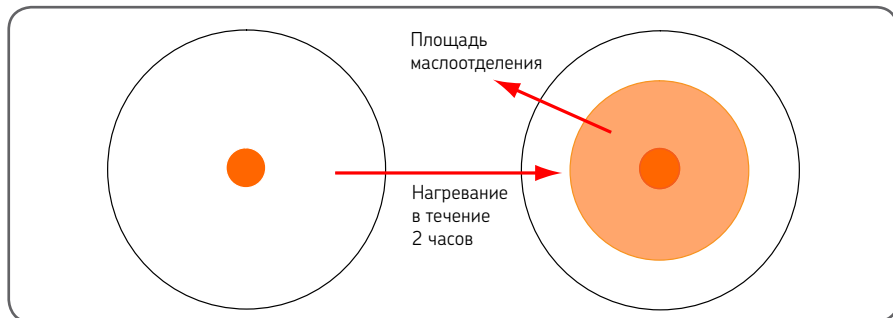 Площадь
маслоотделения
Нагревание
в течение
2 часов